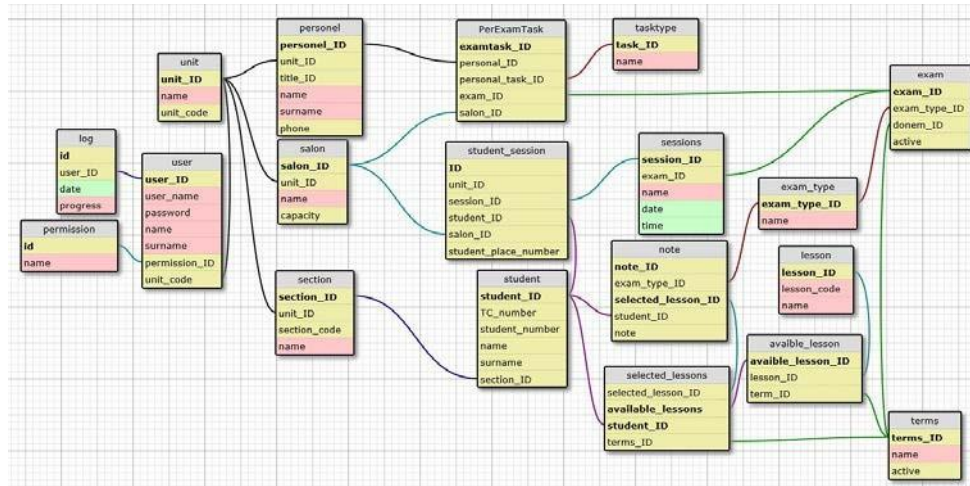 personel
personel_ID
unit_ID
title_ID
name
surname
phone
PerExamTask
examtask_ID
personal_ID
personal_task_ID
exam_ID
salon_ID
tasktype
task_ID
name
unit
unit_ID
name
unit_code
exam
exam_ID
exam_type_ID
donem_ID
active
log
id
user_ID
date
progress
user
user_ID
user_name
password
name
surname
permission_ID
unit_code
salon
salon_ID
unit_ID
name
capacity
student_session
ID
unit_ID
session_ID
student_ID
salon_ID
student_place_number
sessions
session_ID
exam_ID
name
date
time
exam_type
exam_type_ID
name
permission
id
name
section
section_ID
unit_ID
section_code
name
student
student_ID
TC_number
student_number
name
surname
section_ID
note
note_ID
exam_type_ID
selected_lesson_ID
student_ID
note
lesson
lesson_ID
lesson_code
name
avaible_lesson
avaible_lesson_ID
lesson_ID
term_ID
selected_lessons
selected_lesson_ID
available_lessons
student_ID
terms_ID
terms
terms_ID
name
active